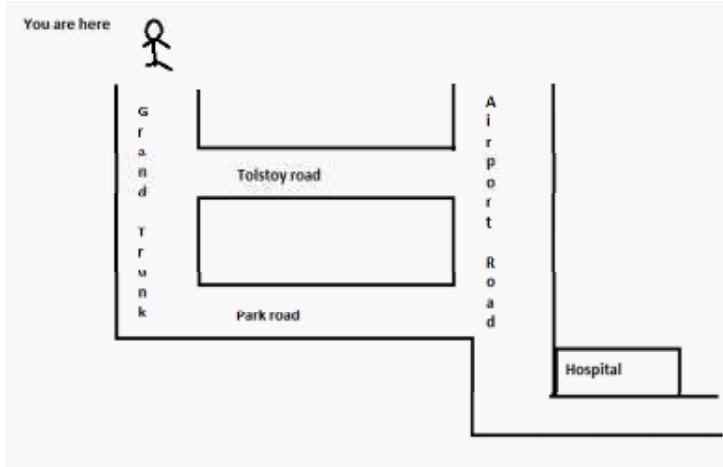 You are here
Grand Trunk
Airport Road
Tolstoy road
Park road
Hospital